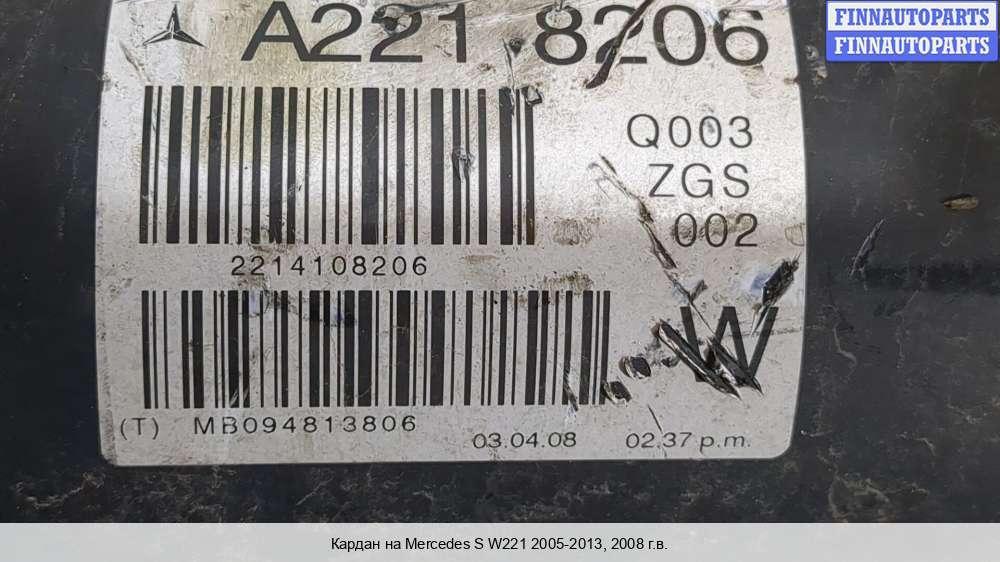 FINNAUTOPARTS
FINNAUTOPARTS
A221 8206
Q003
ZGS
002
2214108206
W
(T) MB094813806 03.04.08 02.37 p.m.
Кардан на Mercedes S W221 2005-2013, 2008 г.в.